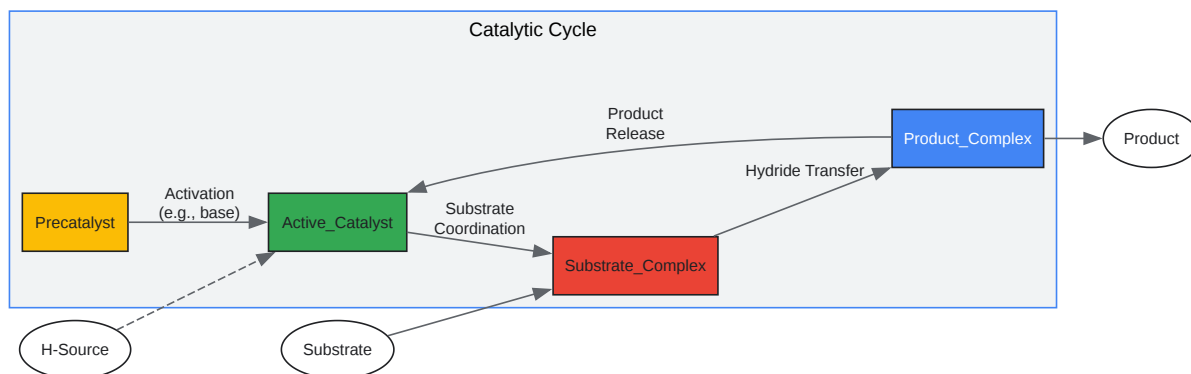 Catalytic Cycle
Product
Release
Product_Complex
Product
Hydride Transfer
Activation
(e.g., base)
Precatalyst
Active_Catalyst
Substrate
Coordination
Substrate_Complex
H-Source
Substrate